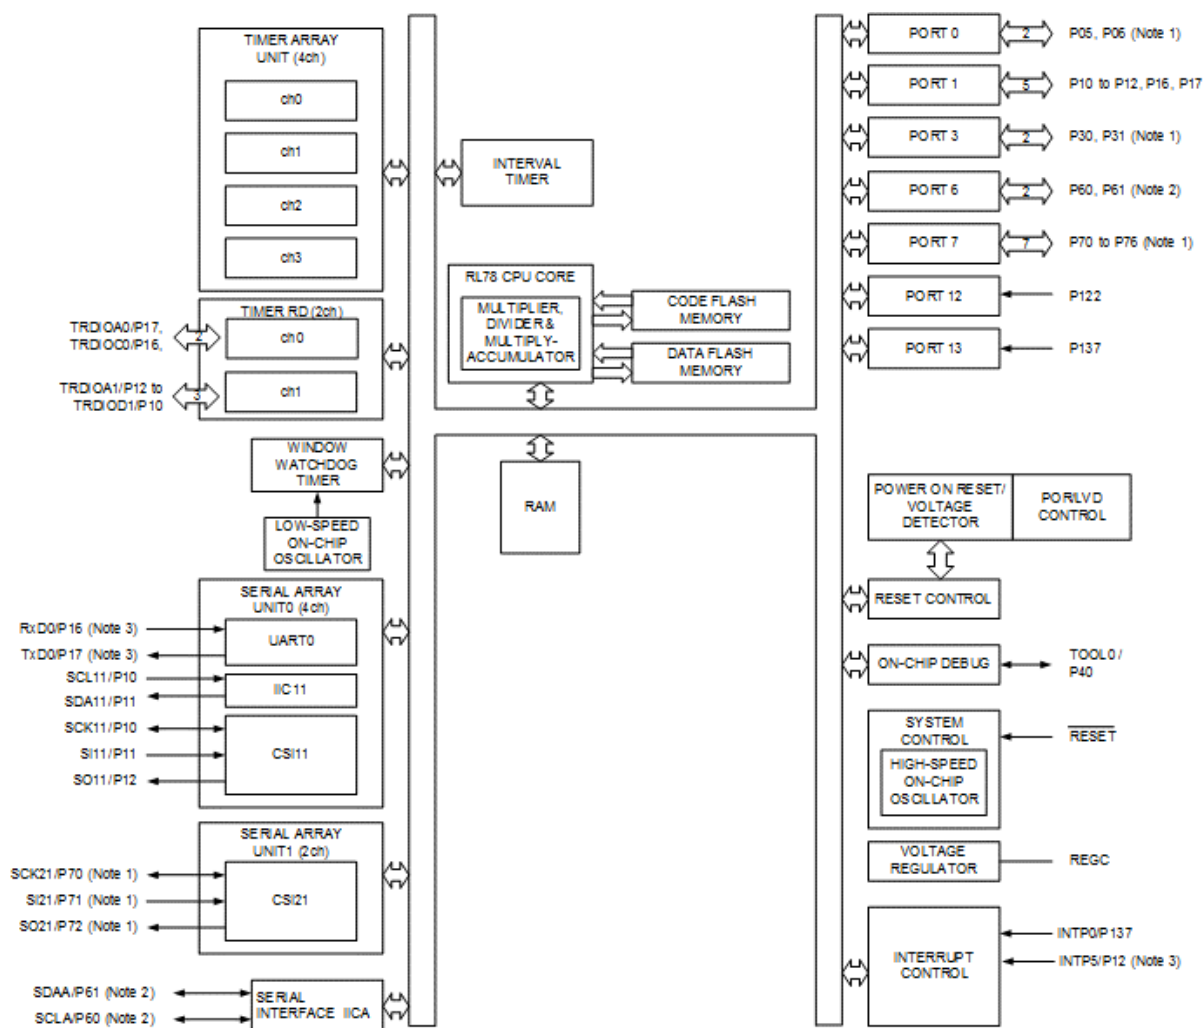 TIMER ARRAY
UNIT (4ch)
ch0
ch1
ch2
ch3
TIMER RD (2ch)
TRDIOA0/P17,
TRDIOC0/P16,
2
ch0
TRDIOA1/P12 to
TRDIOD1/P10
3
ch1
WINDOW
WATCHDOG
TIMER
LOW-SPEED
ON-CHIP
OSCILLATOR
SERIAL ARRAY
UNIT0 (4ch)
RxD0/P16 (Note 3)
TxD0/P17 (Note 3)
UART0
SCL11/P10
SDA11/P11
IIC11
SCK11/P10
SI11/P11
SO11/P12
CSI11
SERIAL ARRAY
UNIT1 (2ch)
SCK21/P70 (Note 1)
SI21/P71 (Note 1)
SO21/P72 (Note 1)
CSI21
SDAA/P61 (Note 2)
SCLA/P60 (Note 2)
SERIAL
INTERFACE IICA
INTERVAL
TIMER
RL78 CPU CORE
MULTIPLIER,
DIVIDER &
MULTIPLY-
ACCUMULATOR
CODE FLASH
MEMORY
DATA FLASH
MEMORY
RAM
PORT 0
2
P05, P06 (Note 1)
PORT 1
5
P10 to P12, P16, P17
PORT 3
2
P30, P31 (Note 1)
PORT 6
2
P60, P61 (Note 2)
PORT 7
7
P70 to P76 (Note 1)
PORT 12
P122
PORT 13
P137
POWER ON RESET/
VOLTAGE
DETECTOR
POR/LVD
CONTROL
RESET CONTROL
ON-CHIP DEBUG
TOOL0/
P40
SYSTEM
CONTROL
RESET
HIGH-SPEED
ON-CHIP
OSCILLATOR
VOLTAGE
REGULATOR
REGC
INTERRUPT
CONTROL
INTP0/P137
INTP5/P12 (Note 3)